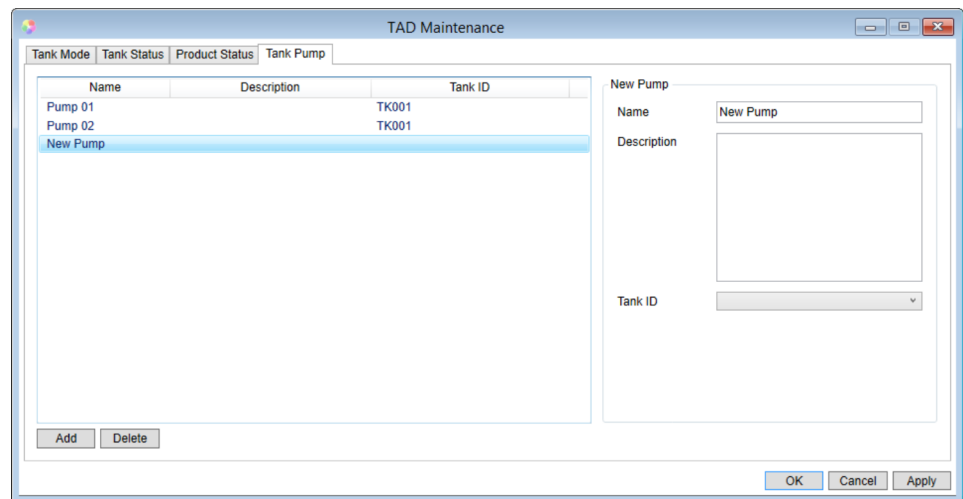 TAD Maintenance
Tank Mode Tank Status Product Status Tank Pump
Name Description Tank ID
Pump 01 TK001
Pump 02 TK001
New Pump
New Pump
Name New Pump
Description
Tank ID
Add Delete
OK Cancel Apply